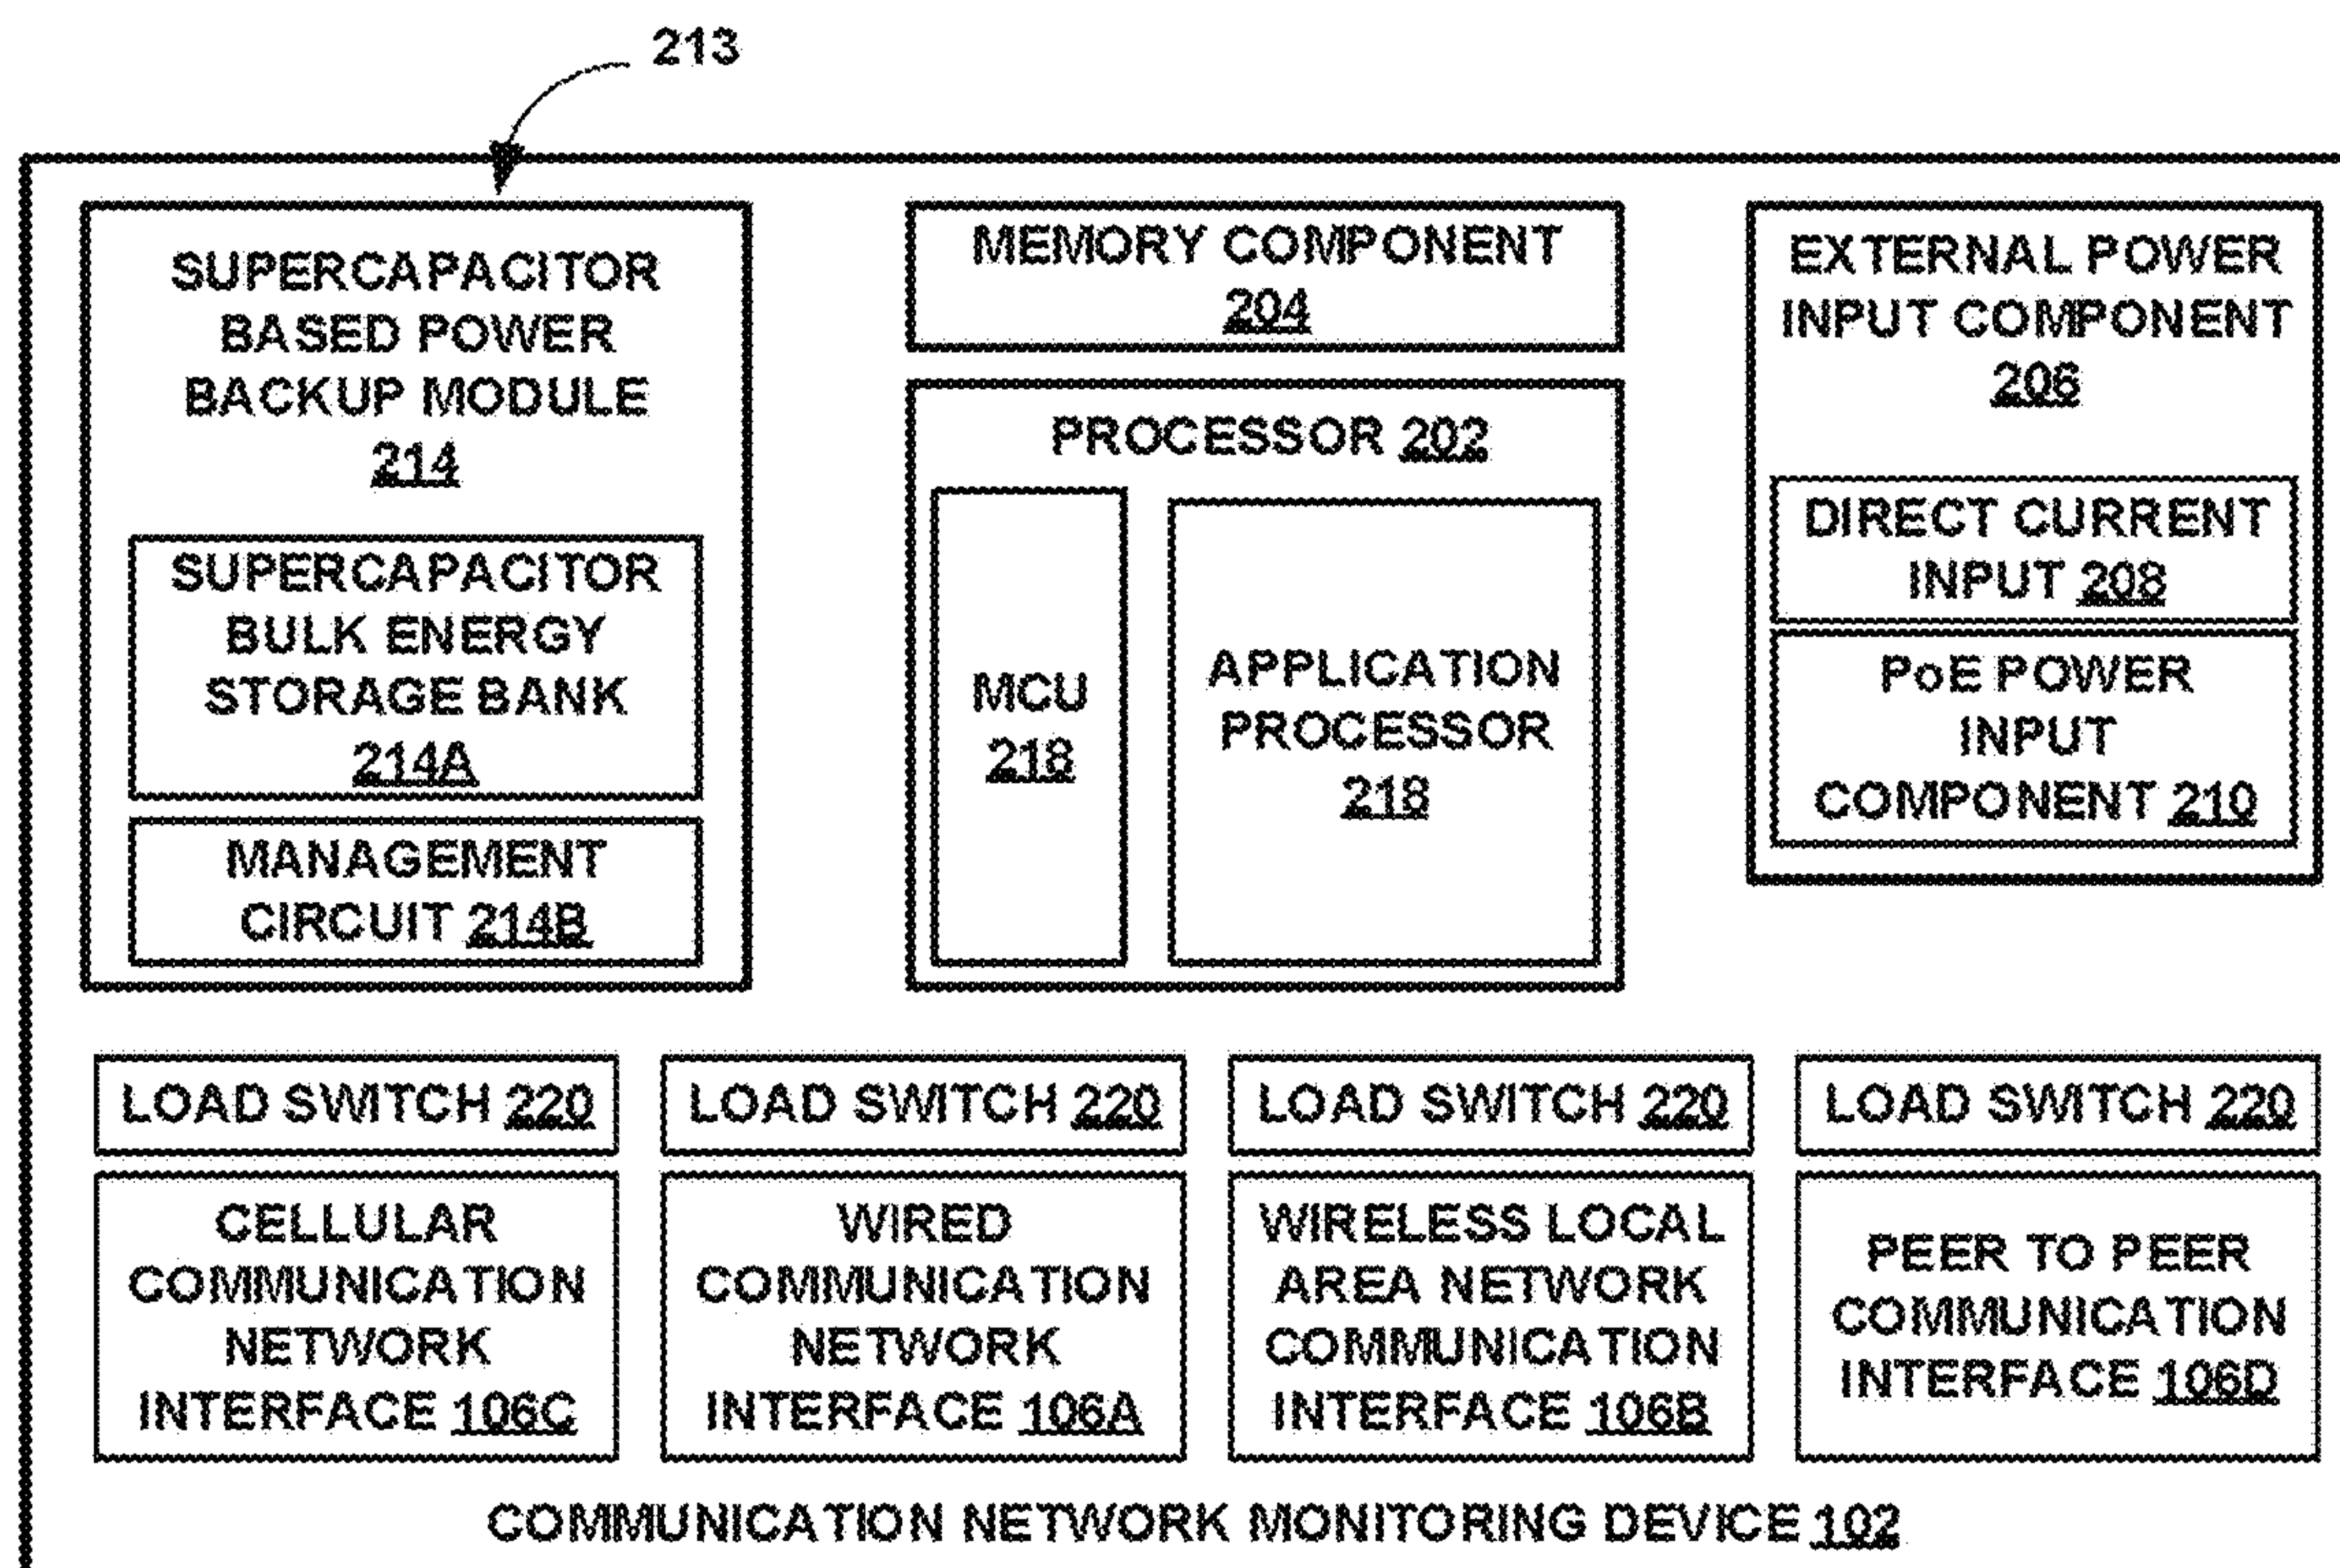 213
SUPERCAPACITOR
BASED POWER
BACKUP MODULE
214
SUPERCAPACITOR
BULK ENERGY
STORAGE BANK
214A
MANAGEMENT
CIRCUIT 214B
MEMORY COMPONENT
204
PROCESSOR 202
MCU
218
APPLICATION
PROCESSOR
218
EXTERNAL POWER
INPUT COMPONENT
206
DIRECT CURRENT
INPUT 208
PoE POWER
INPUT
COMPONENT 210
LOAD SWITCH 220
LOAD SWITCH 220
LOAD SWITCH 220
LOAD SWITCH 220
CELLULAR
COMMUNICATION
NETWORK
INTERFACE 106C
WIRED
COMMUNICATION
NETWORK
INTERFACE 106A
WIRELESS LOCAL
AREA NETWORK
COMMUNICATION
INTERFACE 106B
PEER TO PEER
COMMUNICATION
INTERFACE 106D
COMMUNICATION NETWORK MONITORING DEVICE 102